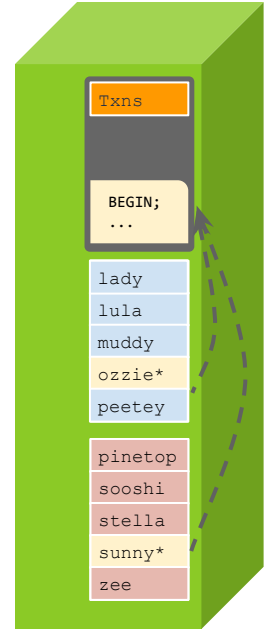 Txns
BEGIN;
...
lady
lula
muddy
ozzie*
peetey
pinetop
sooshi
stella
sunny*
zee